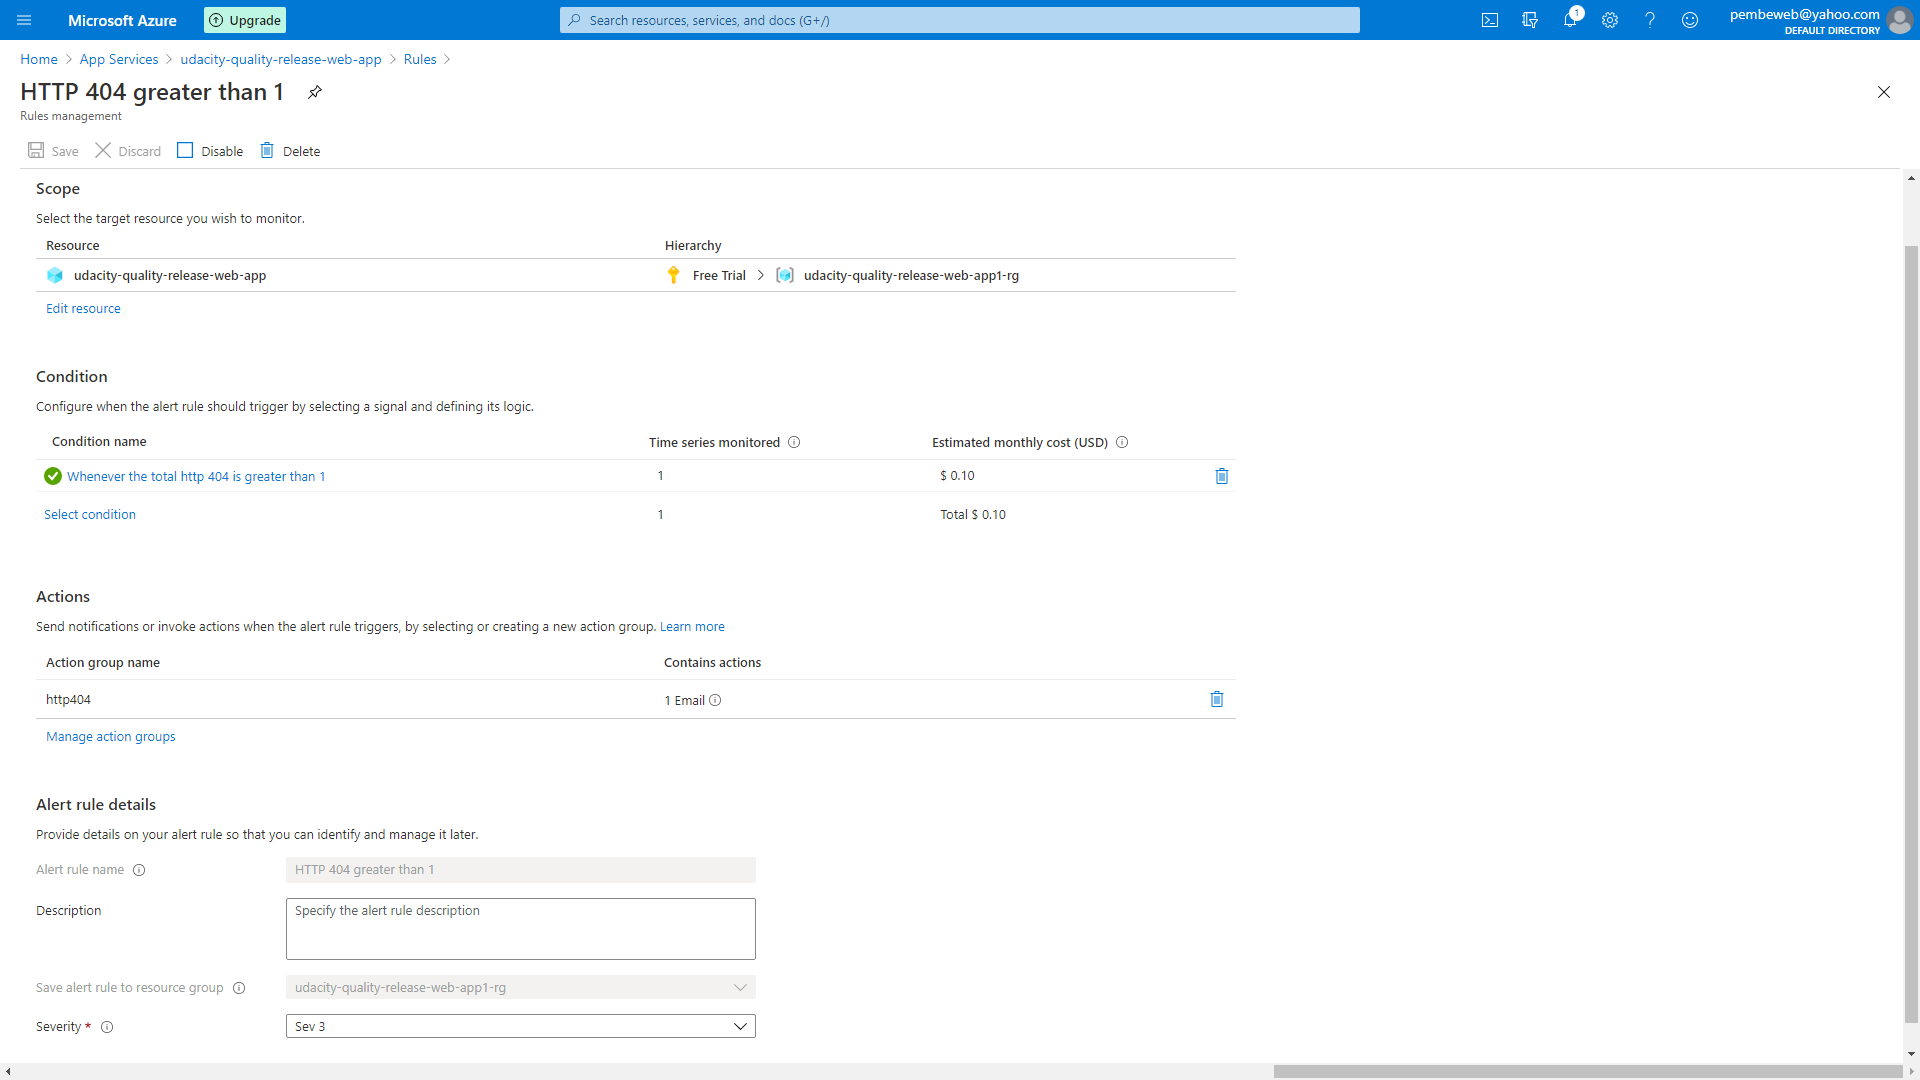 Microsoft Azure
Upgrade
Search resources, services, and docs (G+/)
1
pembeweb@yahoo.com
DEFAULT DIRECTORY
Home > App Services > udacity-quality-release-web-app > Rules >
HTTP 404 greater than 1
Rules management
Save Discard Disable Delete
Scope
Select the target resource you wish to monitor.
Resource Hierarchy
udacity-quality-release-web-app Free Trial > udacity-quality-release-web-app1-rg
Edit resource
Condition
Configure when the alert rule should trigger by selecting a signal and defining its logic.
Condition name Time series monitored Estimated monthly cost (USD)
Whenever the total http 404 is greater than 1 1 $ 0.10
Select condition 1 Total $ 0.10
Actions
Send notifications or invoke actions when the alert rule triggers, by selecting or creating a new action group. Learn more
Action group name Contains actions
http404 1 Email
Manage action groups
Alert rule details
Provide details on your alert rule so that you can identify and manage it later.
Alert rule name HTTP 404 greater than 1
Description Specify the alert rule description
Save alert rule to resource group udacity-quality-release-web-app1-rg
Severity * Sev 3